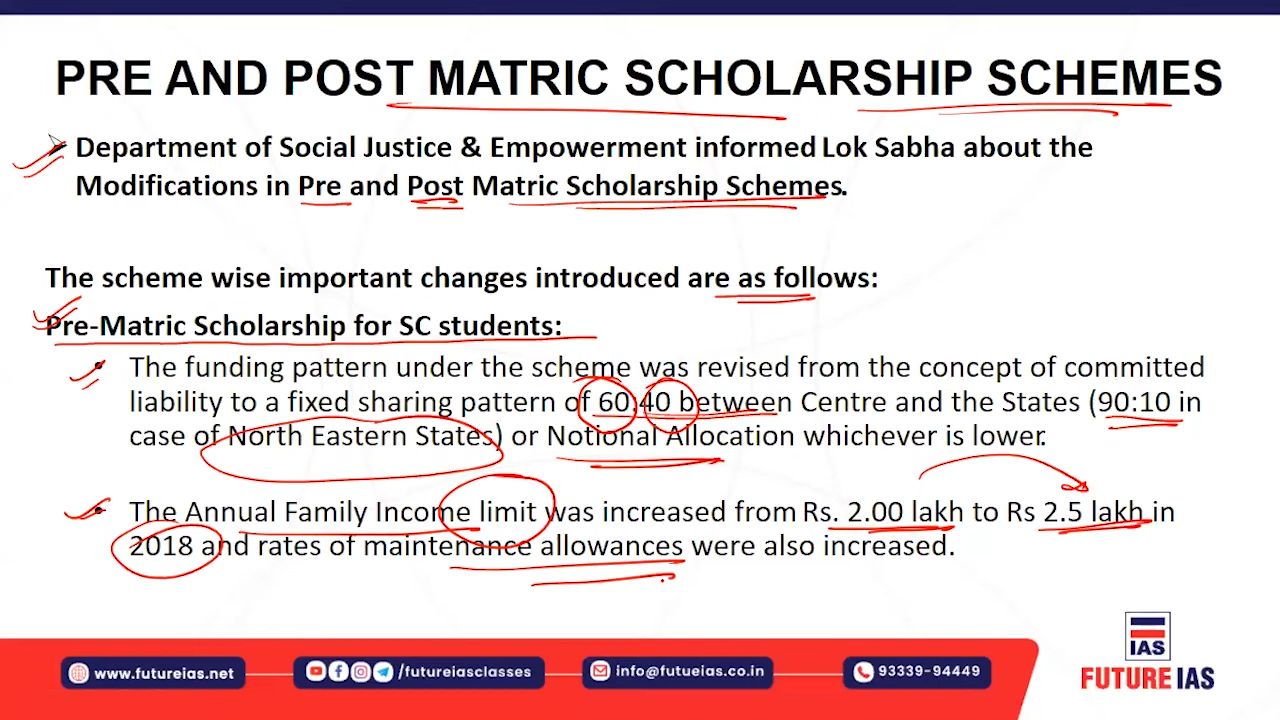 PRE AND POST MATRIC SCHOLARSHIP SCHEMES
Department of Social Justice & Empowerment informed Lok Sabha about the
Modifications in Pre and Post Matric Scholarship Schemes.
The scheme wise important changes introduced are as follows:
Pre-Matric Scholarship for SC students:
The funding pattern under the scheme was revised from the concept of committed
liability to a fixed sharing pattern of 60:40 between Centre and the States (90:10 in
case of North Eastern States) or Notional Allocation whichever is lower.
The Annual Family Income limit was increased from Rs. 2.00 lakh to Rs 2.5 lakh in
2018 and rates of maintenance allowances were also increased.
IAS
www.futureias.net
/futureiasclasses
info@futueias.co.in
93339-94449
FUTURE IAS